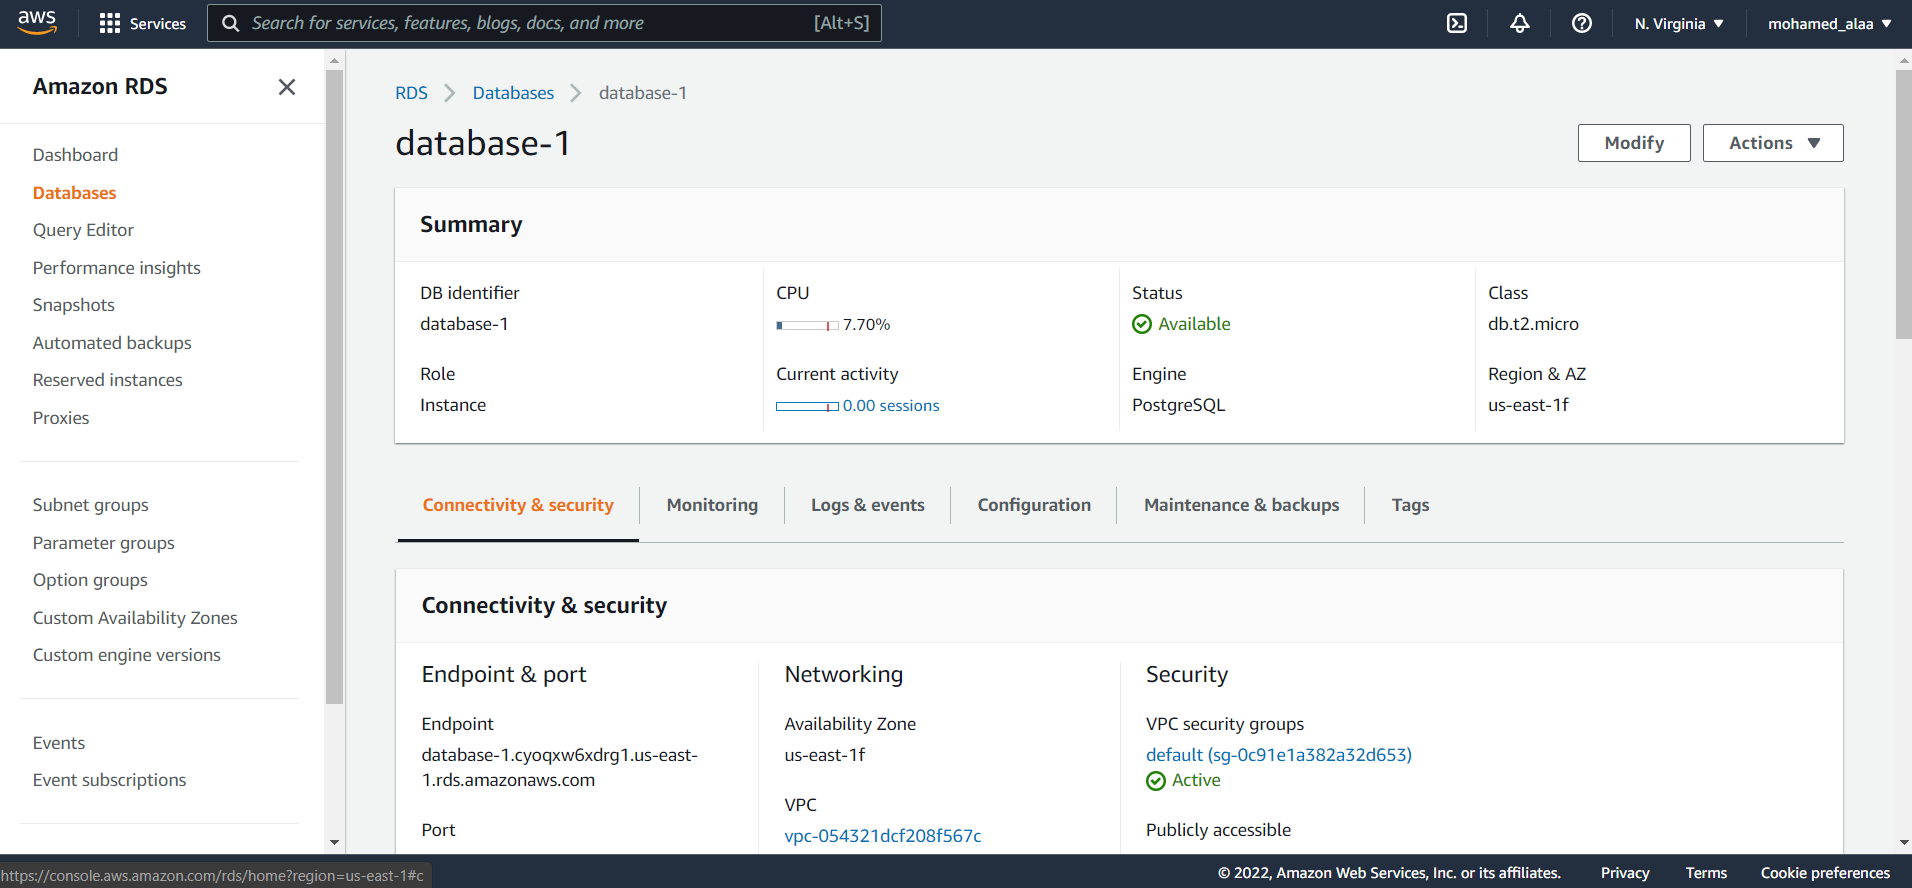 aws
Services
Search for services, features, blogs, docs, and more
[Alt+S]
N. Virginia
mohamed_alaa
Amazon RDS
Dashboard
Databases
Query Editor
Performance insights
Snapshots
Automated backups
Reserved instances
Proxies
Subnet groups
Parameter groups
Option groups
Custom Availability Zones
Custom engine versions
Events
Event subscriptions
RDS
Databases
database-1
database-1
Modify
Actions
Summary
DB identifier
database-1
CPU
7.70%
Status
Available
Class
db.t2.micro
Role
Instance
Current activity
0.00 sessions
Engine
PostgreSQL
Region & AZ
us-east-1f
Connectivity & security
Monitoring
Logs & events
Configuration
Maintenance & backups
Tags
Connectivity & security
Endpoint & port
Endpoint
database-1.cyoqxw6xdrg1.us-east-
1.rds.amazonaws.com
Port
Networking
Availability Zone
us-east-1f
VPC
vpc-054321dcf208f567c
Security
VPC security groups
default (sg-0c91e1a382a32d653)
Active
Publicly accessible
https://console.aws.amazon.com/rds/home?region=us-east-1#c
© 2022, Amazon Web Services, Inc. or its affiliates.
Privacy
Terms
Cookie preferences